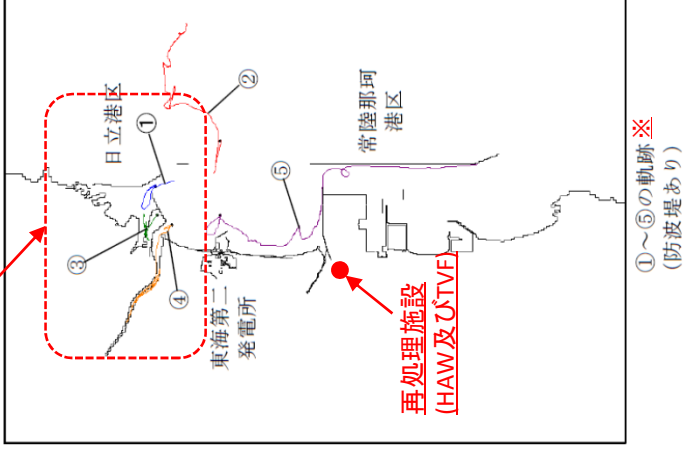 日立港区
①
②
③
④
東海第二
発電所
⑤
常陸那珂
港区
再処理施設
(HAW及びTVF)
①～⑤の軌跡※
(防波堤あり)